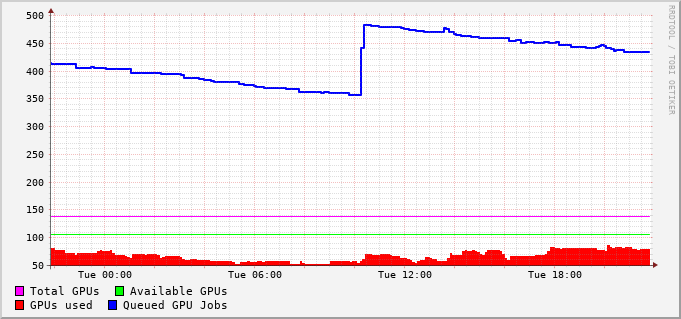 500
450
400
350
300
250
200
150
100
50
Tue 00:00 Tue 06:00 Tue 12:00 Tue 18:00
Total GPUs Available GPUs
GPUs used Queued GPU Jobs
RRDTOOL / TOBI OETIKER